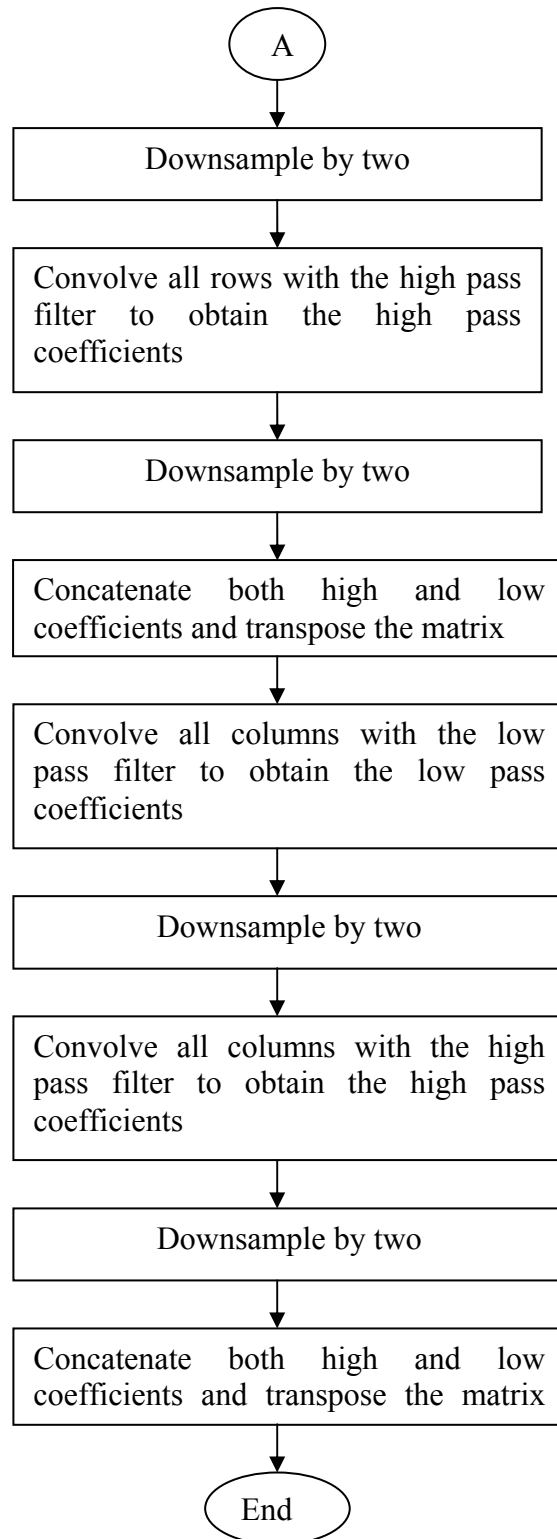 A
Downsample by two
Convolve all rows with the high pass
filter to obtain the high pass
coefficients
Downsample by two
Concatenate both high and low
coefficients and transpose the matrix
Convolve all columns with the low
pass filter to obtain the low pass
coefficients
Downsample by two
Convolve all columns with the high
pass filter to obtain the high pass
coefficients
Downsample by two
Concatenate both high and low
coefficients and transpose the matrix
End